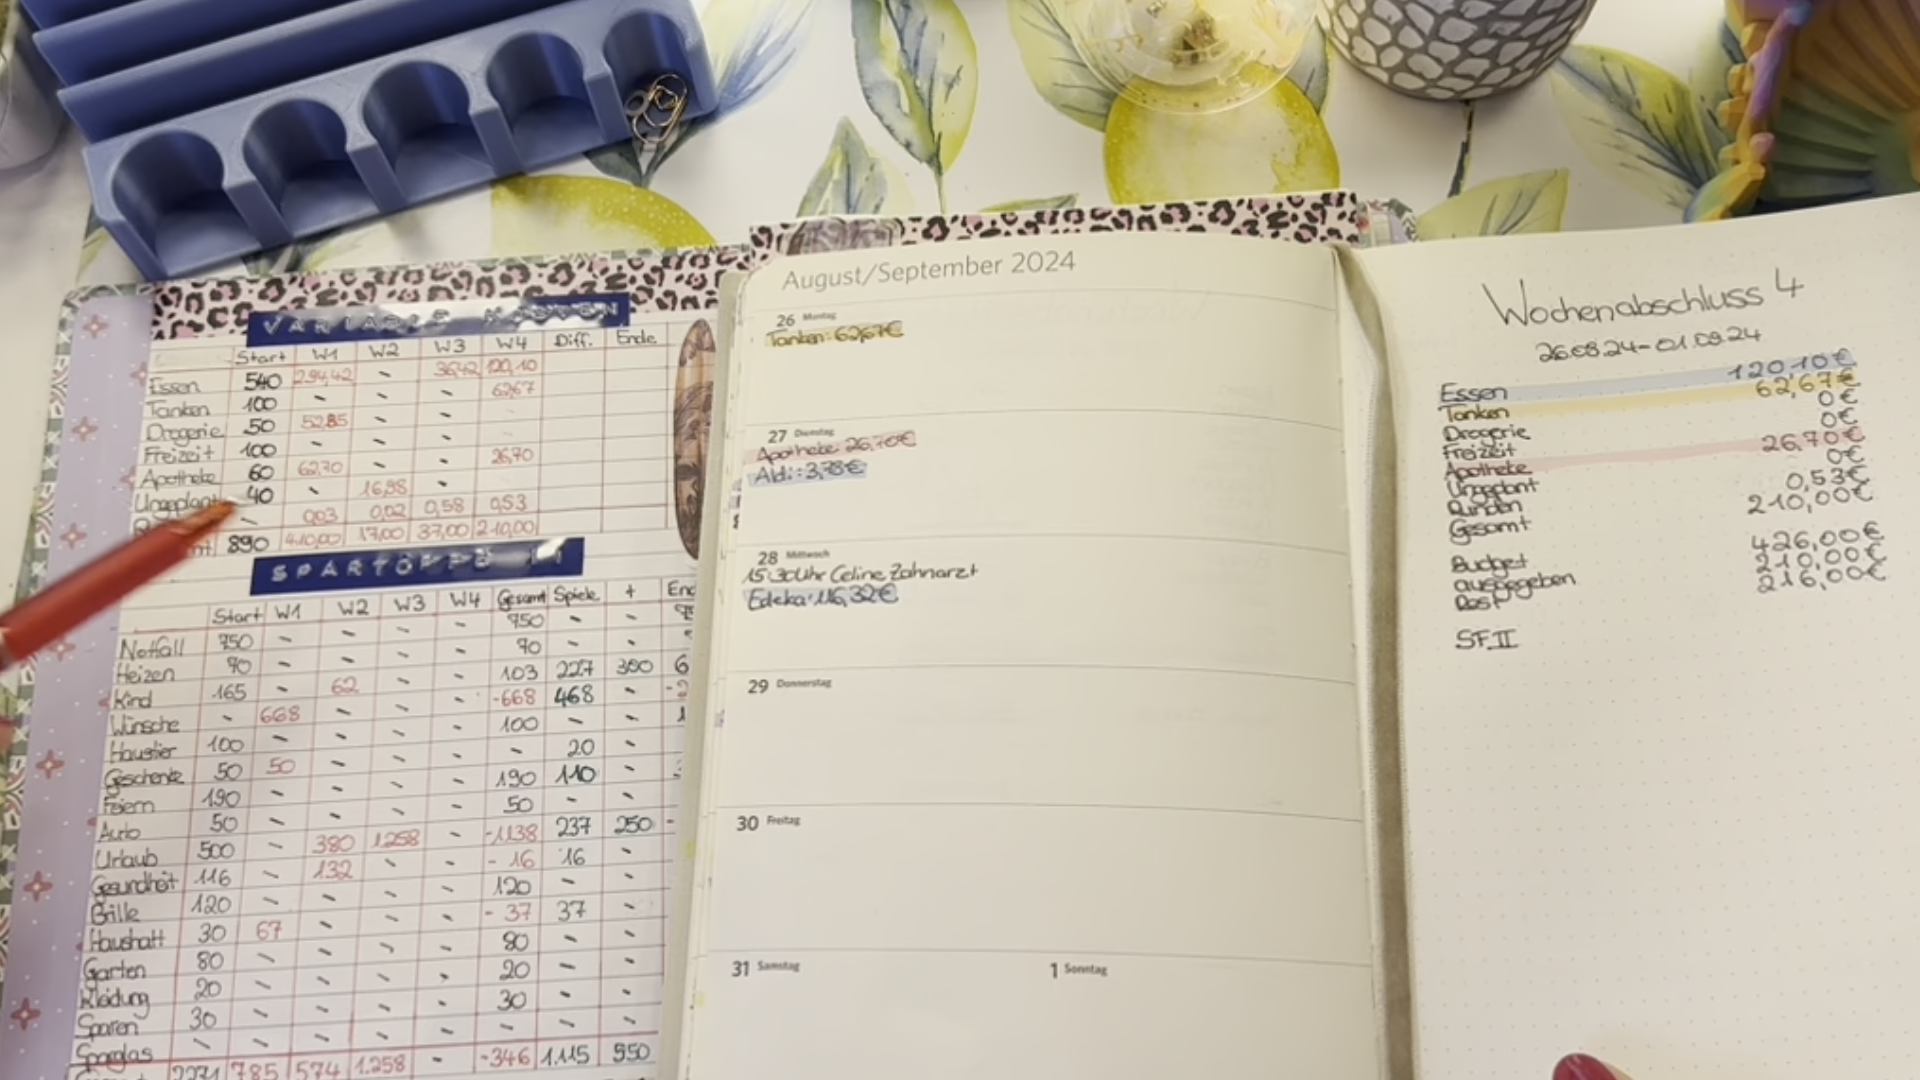 VARIABLE KOSTEN
Start W1 W2 W3 W4 Diff. Ende
Essen 540 294,42 - 36,42 120,10
Tanken 100 - - - 62,67
Drogerie 50 52,85 - -
Freizeit 100 - - -
Apotheke 60 62,70 - - 26,70
Ungeplant 40 - 16,98 -
- 0,03 0,02 0,58 0,53
890 410,00 17,00 37,00 210,00
SPARTÖPFE
Start W1 W2 W3 W4 Gesamt Spiele +
Notfall 750 - - - - 750 - -
Heizen 70 - - - - 70 - -
Kind 165 - 62 - - 103 227 300 6
Wünsche - 668 - - - -668 468 - -2
Haustier 100 - - - - 100 - - 1
Geschenke 50 50 - - - - 20 -
Feiern 190 - - - - 190 110 -
Auto 50 - - - - 50 - -
Urlaub 500 - 380 1.258 - -1.138 237 250 -
Gesundheit 116 - 132 - - -16 16 -
Brille 120 - - - - 120 - -
Haushalt 30 67 - - - -37 37 -
Garten 80 - - - - 80 - -
Kleidung 20 - - - - 20 - -
Sparen 30 - - - - 30 - -
Sparglas - - - - - - - -
2271 785 574 1.258 - -346 1.115 550
August/September 2024
26 Montag
Tanken: 62,67€
27 Dienstag
Apotheke: 26,70€
Aldi: 3,78€
28 Mittwoch
15:30Uhr Celine Zahnarzt
Edeka: 116,32€
29 Donnerstag
30 Freitag
31 Samstag
1 Sonntag
Wochenabschluss 4
26.08.24-01.09.24
Essen 120,10€
Tanken 62,67€
Drogerie 0€
Freizeit 0€
Apotheke 26,70€
Ungeplant 0€
Runden 0,53€
Gesamt 210,00€
Budget 426,00€
ausgegeben 210,00€
Rest 216,00€
SF II